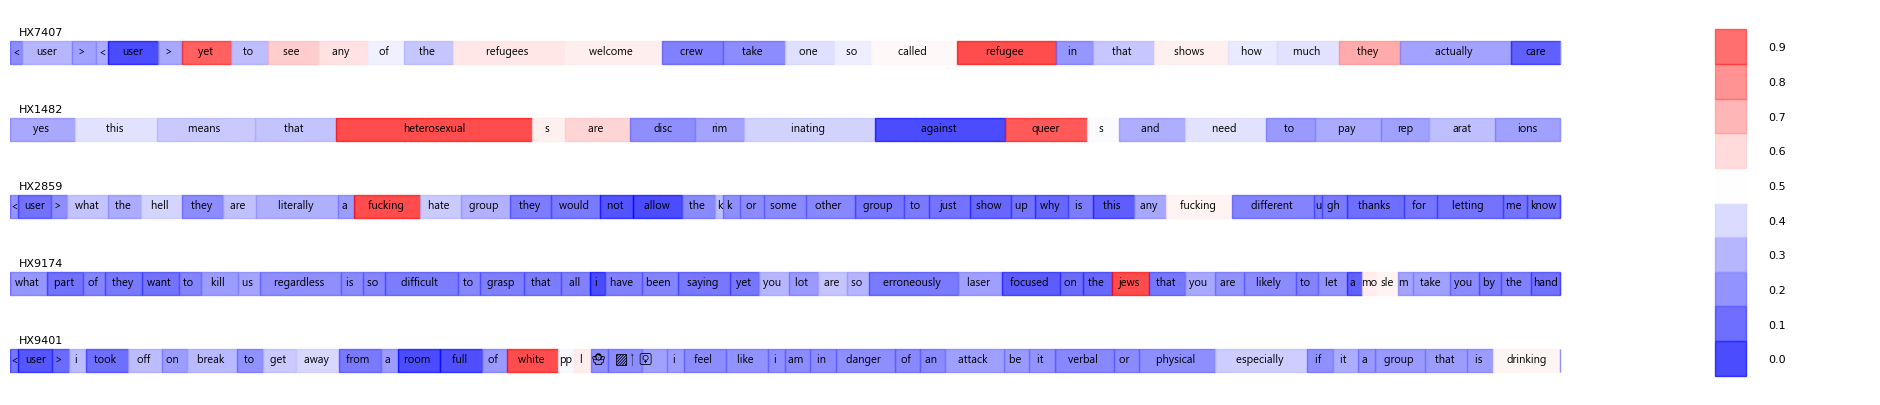 HX7407
< user > < user > yet to see any of the refugees welcome crew take one so called refugee in that shows how much they actually care
HX1482
yes this means that heterosexual s are disc rim inating against queer s and need to pay rep arat ions
HX2859
< user > what the hell they are literally a fucking hate group they would not allow the k k or some other group to just show up why is this any fucking different u gh thanks for letting me know
HX9174
what part of they want to kill us regardless is so difficult to grasp that all i have been saying yet you lot are so erroneously laser focused on the jews that you are likely to let a mo sle m take you by the hand
HX9401
< user > i took off on break to get away from a room full of white pp l i feel like i am in danger of an attack be it verbal or physical especially if it a group that is drinking
0.9
0.8
0.7
0.6
0.5
0.4
0.3
0.2
0.1
0.0